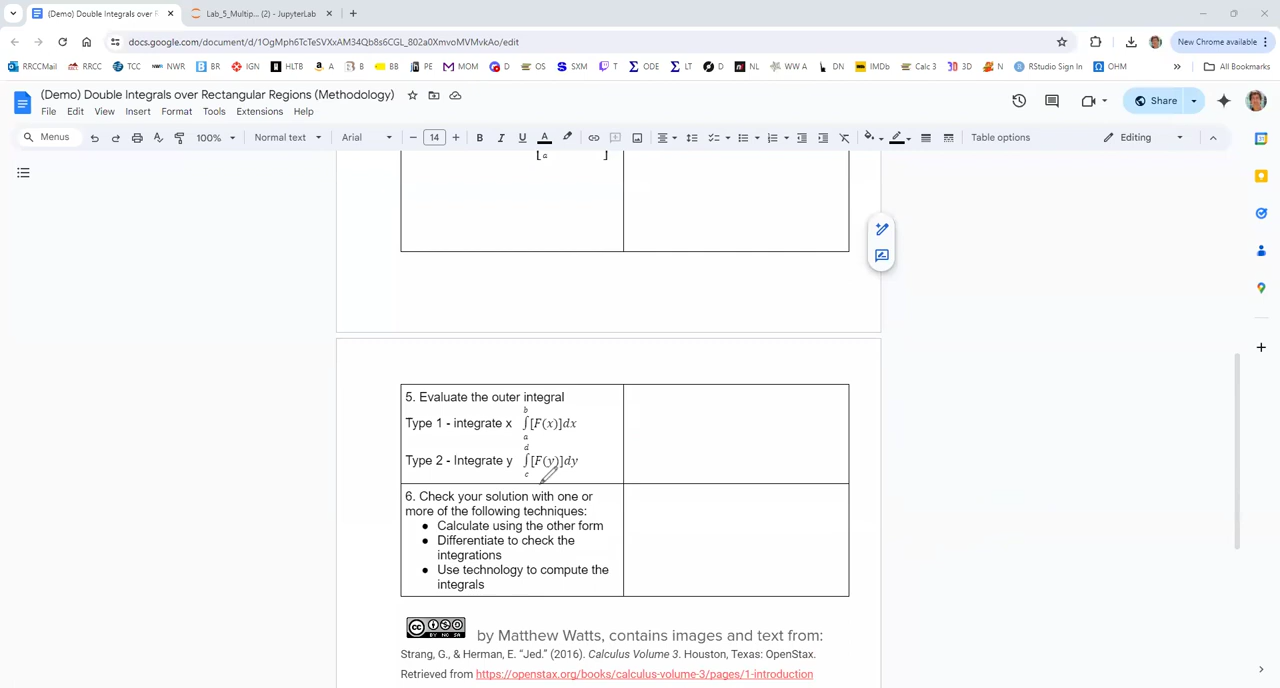 (Demo) Double Integrals over R
Lab_5_Multip... (2) - JupyterLab
docs.google.com/document/d/1OgMph6TcTeSVXxAM34Qb8s6CGL_802a0XmvoMVMvkAo/edit
New Chrome available
RRCCMail RRCC TCC NWR BR IGN HLTB A B BB PE MOM D OS SXM T ODE LT D NL WW A DN IMDb Calc 3 3D N RStudio Sign In OHM » All Bookmarks
(Demo) Double Integrals over Rectangular Regions (Methodology)
File Edit View Insert Format Tools Extensions Help
Share
Menus 100% Normal text Arial 14 B I U A Table options Editing
[ a ]
5. Evaluate the outer integral
Type 1 - integrate x ∫_a^b [F(x)]dx
Type 2 - Integrate y ∫_c^d [F(y)]dy
6. Check your solution with one or
more of the following techniques:
● Calculate using the other form
● Differentiate to check the
integrations
● Use technology to compute the
integrals
CC BY NC SA by Matthew Watts, contains images and text from:
Strang, G., & Herman, E. “Jed.” (2016). Calculus Volume 3. Houston, Texas: OpenStax.
Retrieved from https://openstax.org/books/calculus-volume-3/pages/1-introduction